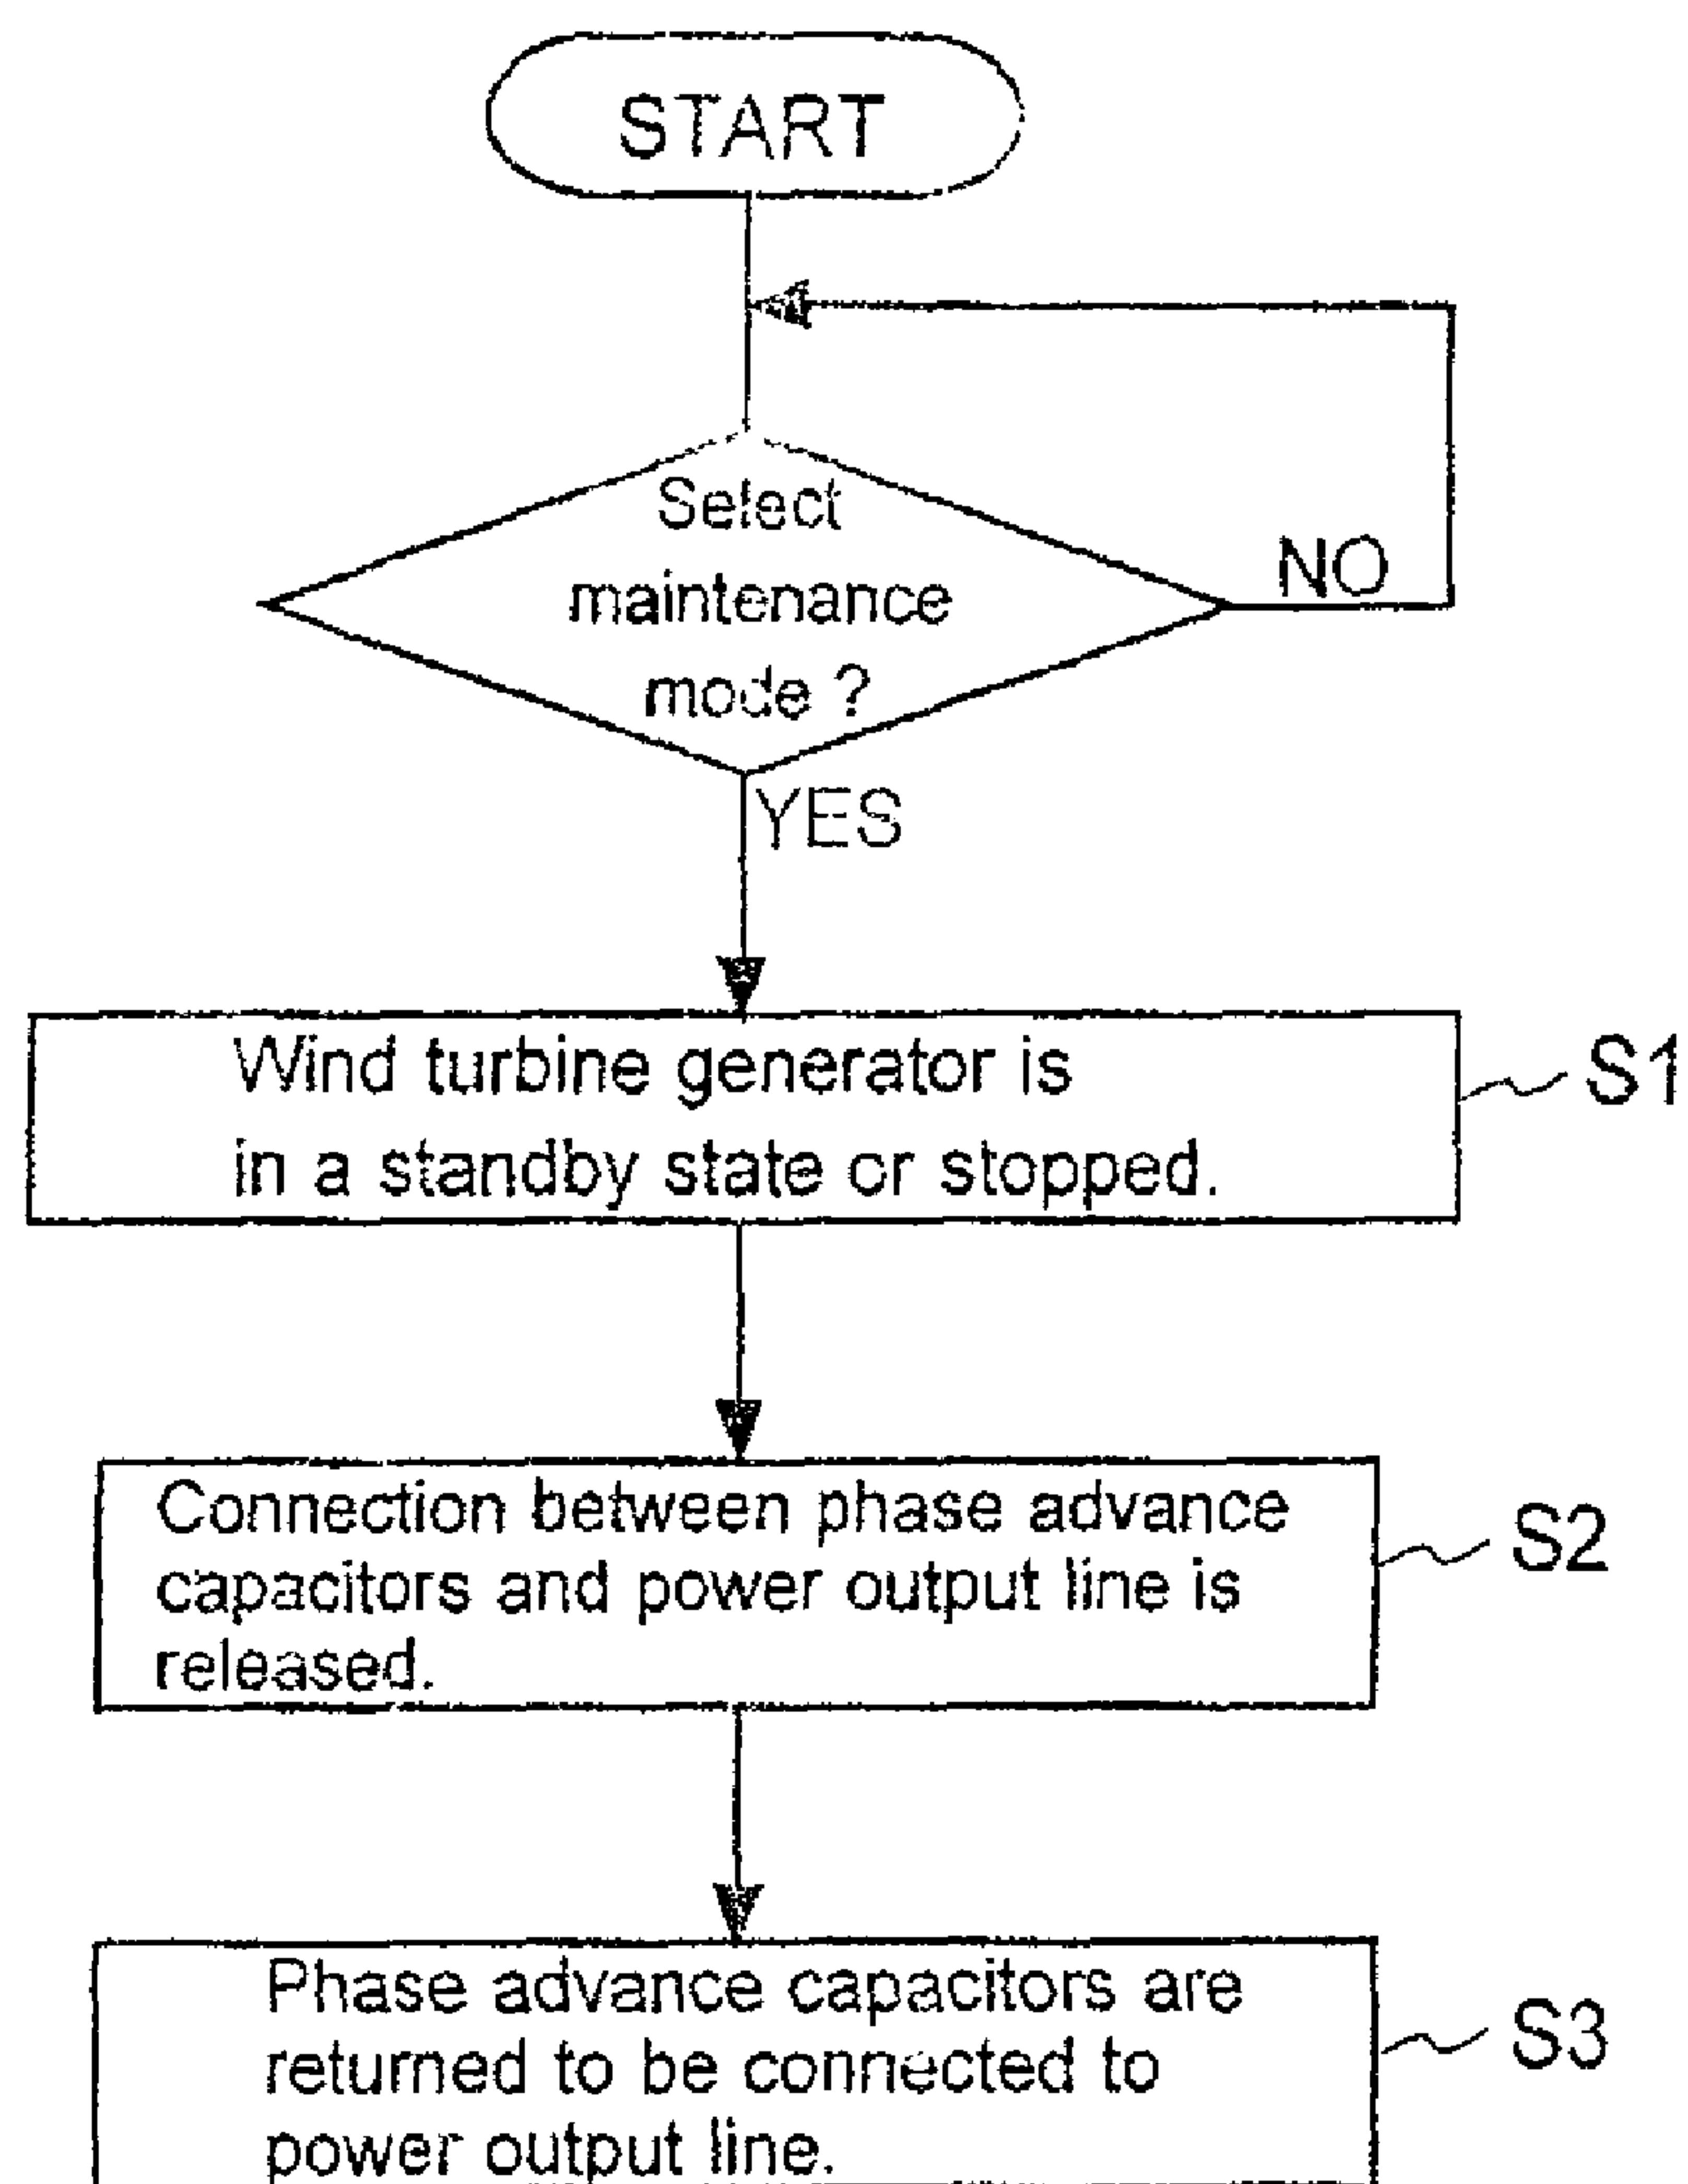 START
Select
maintenance
mode ?
NO
YES
Wind turbine generator is
in a standby state or stopped.
S1
Connection between phase advance
capacitors and power output line is
released.
S2
Phase advance capacitors are
returned to be connected to
power output line.
S3